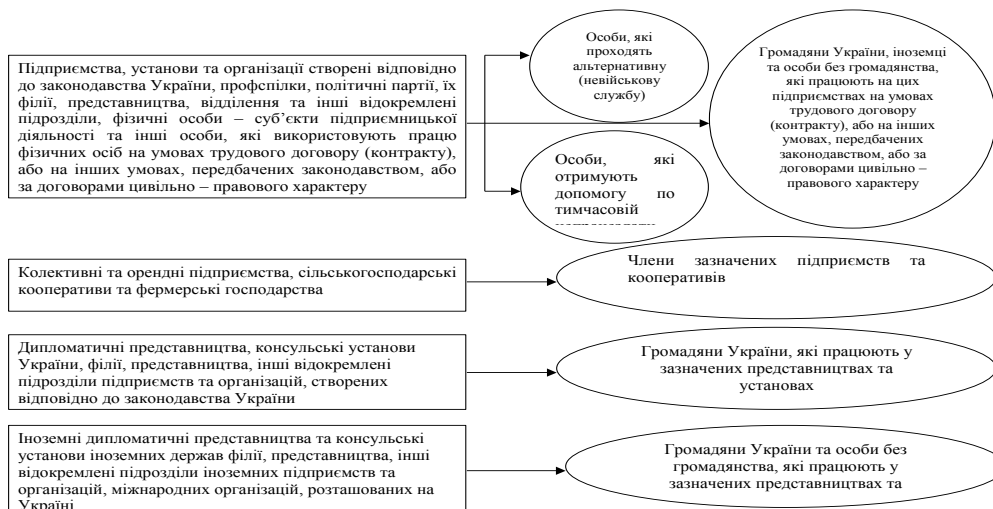 Підприємства, установи та організації створені відповідно
до законодавства України, профспілки, політичні партії, їх
філії, представництва, відділення та інші відокремлені
підрозділи, фізичні особи – суб’єкти підприємницької
діяльності та інші особи, які використовують працю
фізичних осіб на умовах трудового договору (контракту),
або на інших умовах, передбачених законодавством, або
за договорами цивільно – правового характеру
Особи, які
проходять
альтернативну
(невійськову
службу)
Особи, які
отримують
допомогу по
тимчасовій
Громадяни України, іноземці
та особи без громадянства,
які працюють на цих
підприємствах на умовах
трудового договору
(контракту), або на інших
умовах, передбачених
законодавством, або за
договорами цивільно –
правового характеру
Колективні та орендні підприємства, сільськогосподарські
кооперативи та фермерські господарства
Члени зазначених підприємств та
кооперативів
Дипломатичні представництва, консульські установи
України, філії, представництва, інші відокремлені
підрозділи підприємств та організацій, створених
відповідно до законодавства України
Громадяни України, які працюють у
зазначених представництвах та
установах
Іноземні дипломатичні представництва та консульські
установи іноземних держав філії, представництва, інші
відокремлені підрозділи іноземних підприємств та
організацій, міжнародних організацій, розташованих на
Україні
Громадяни України та особи без
громадянства, які працюють у
зазначених представництвах та